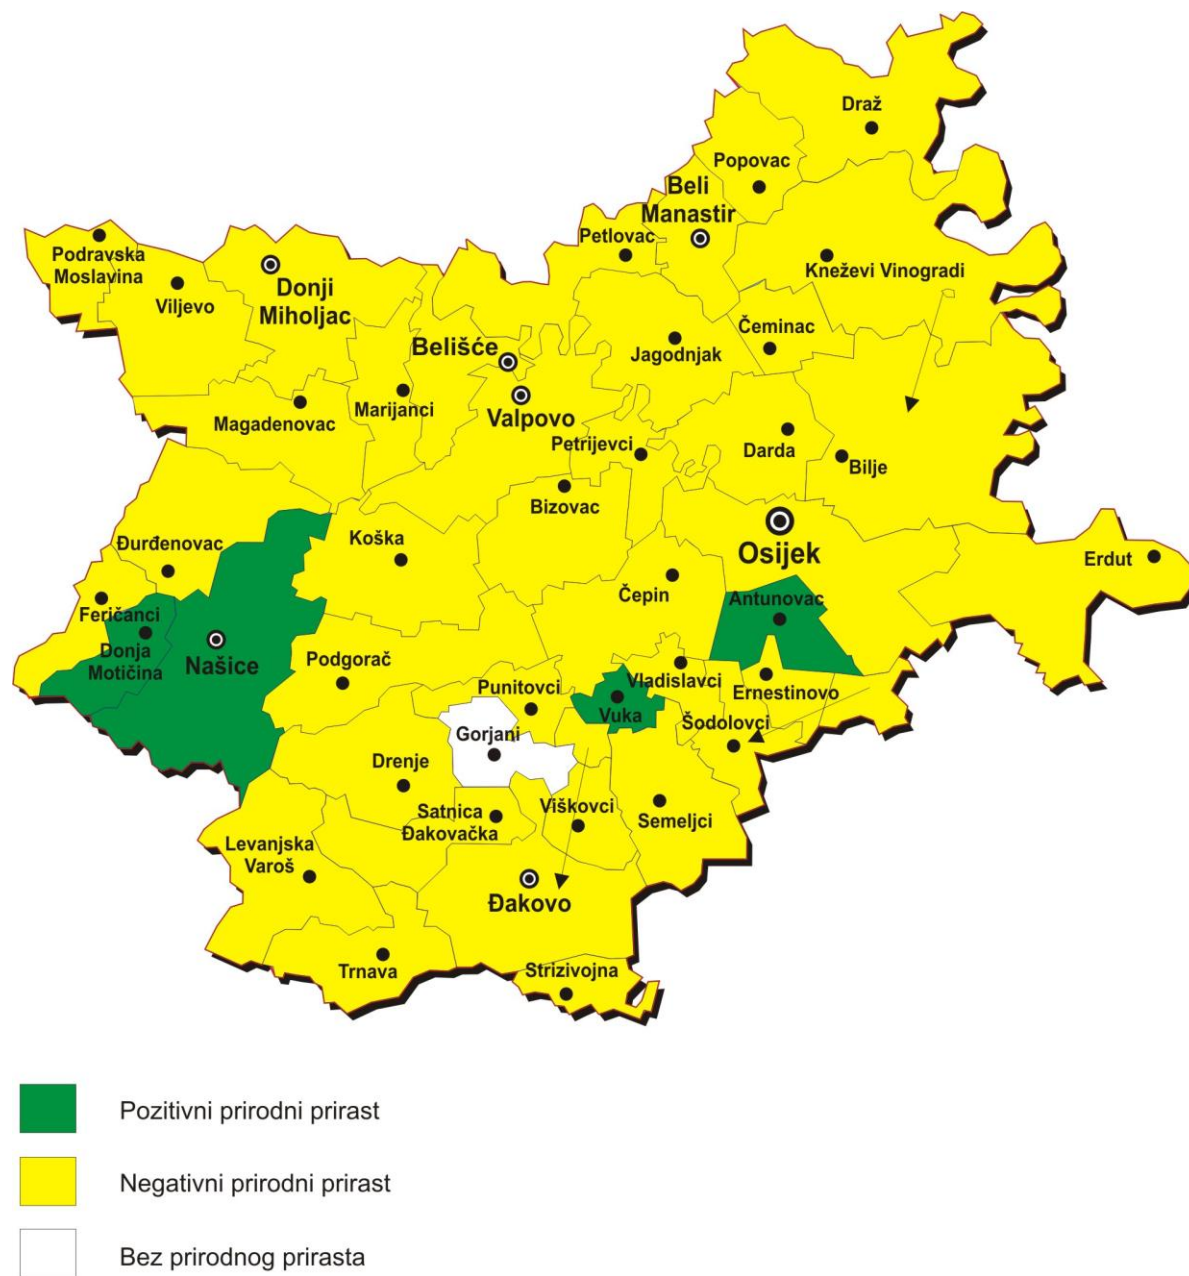 Draž
Popovac
Beli
Manastir
Petlovac
Podravska
Moslavina
Viljevo
Donji
Miholjac
Kneževi Vinogradi
Čeminac
Jagodnjak
Belišće
Marijanci
Magadenovac
Valpovo
Petrijevci
Darda
Bilje
Bizovac
Koška
Osijek
Erdut
Đurđenovac
Feričanci
Donja
Motičina
Našice
Čepin
Antunovac
Podgorač
Punitovci
Vladislavci
Ernestinovo
Vuka
Šodolovci
Gorjani
Drenje
Satnica
Đakovačka
Viškovci
Semeljci
Levanjska
Varoš
Đakovo
Trnava
Strizivojna
Pozitivni prirodni prirast
Negativni prirodni prirast
Bez prirodnog prirasta